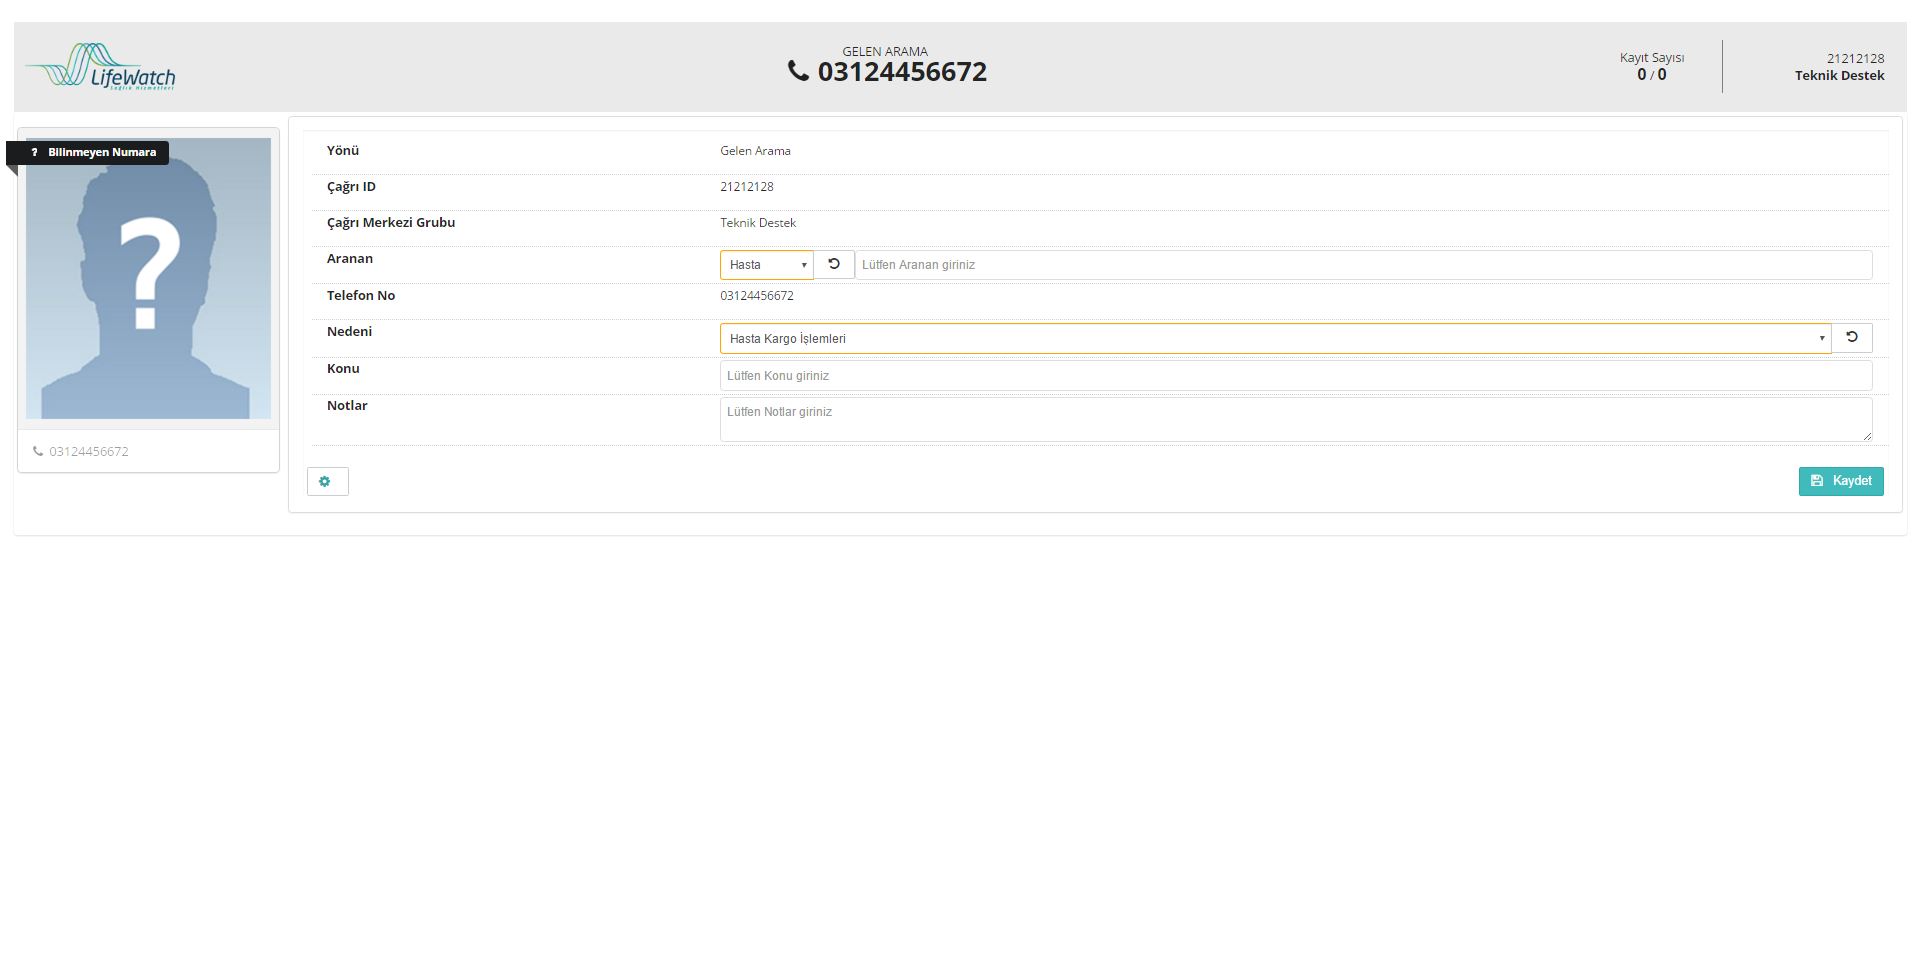 LifeWatch
Sağlık Hizmetleri
GELEN ARAMA
03124456672
Kayıt Sayısı
0 / 0
21212128
Teknik Destek
? Bilinmeyen Numara
?
03124456672
Yönü Gelen Arama
Çağrı ID 21212128
Çağrı Merkezi Grubu Teknik Destek
Aranan Hasta Lütfen Aranan giriniz
Telefon No 03124456672
Nedeni Hasta Kargo İşlemleri
Konu Lütfen Konu giriniz
Notlar Lütfen Notlar giriniz
Kaydet